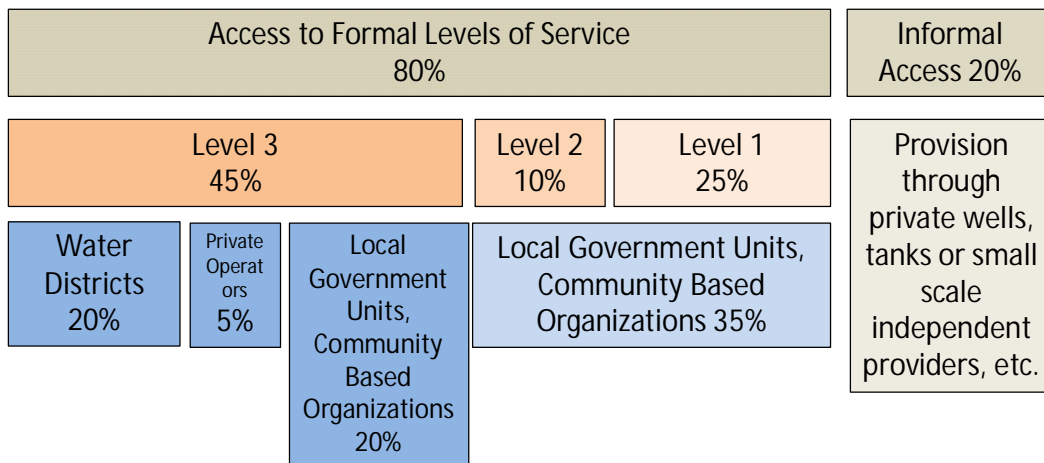 Access to Formal Levels of Service
80%
Informal
Access 20%
Level 3
45%
Level 2
10%
Level 1
25%
Provision
through
private wells,
tanks or small
scale
independent
providers, etc.
Water
Districts
20%
Private
Operat
ors
5%
Local
Government
Units,
Community
Based
Organizations
20%
Local Government Units,
Community Based
Organizations 35%